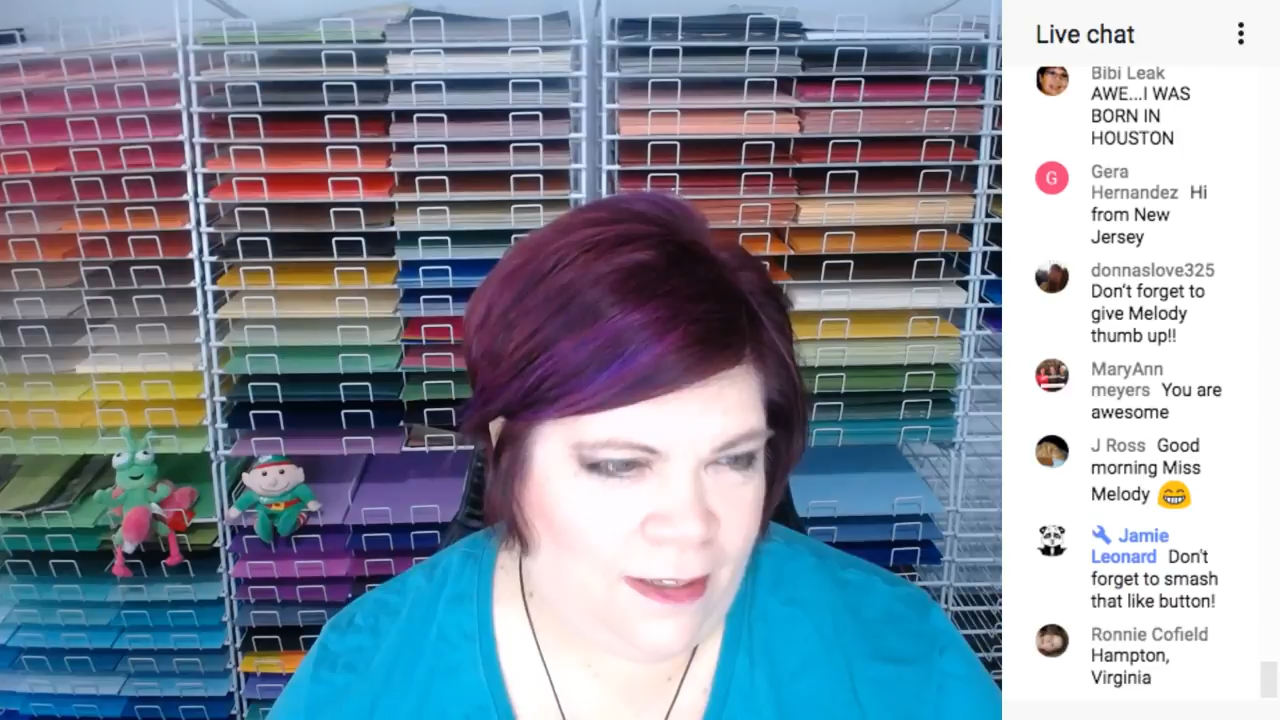 Live chat
Bibi Leak
AWE...I WAS
BORN IN
HOUSTON
G
Gera
Hernandez Hi
from New
Jersey
donnaslove325
Don't forget to
give Melody
thumb up!!
MaryAnn
meyers You are
awesome
J Ross Good
morning Miss
Melody 😁
Jamie
Leonard Don't
forget to smash
that like button!
Ronnie Cofield
Hampton,
Virginia